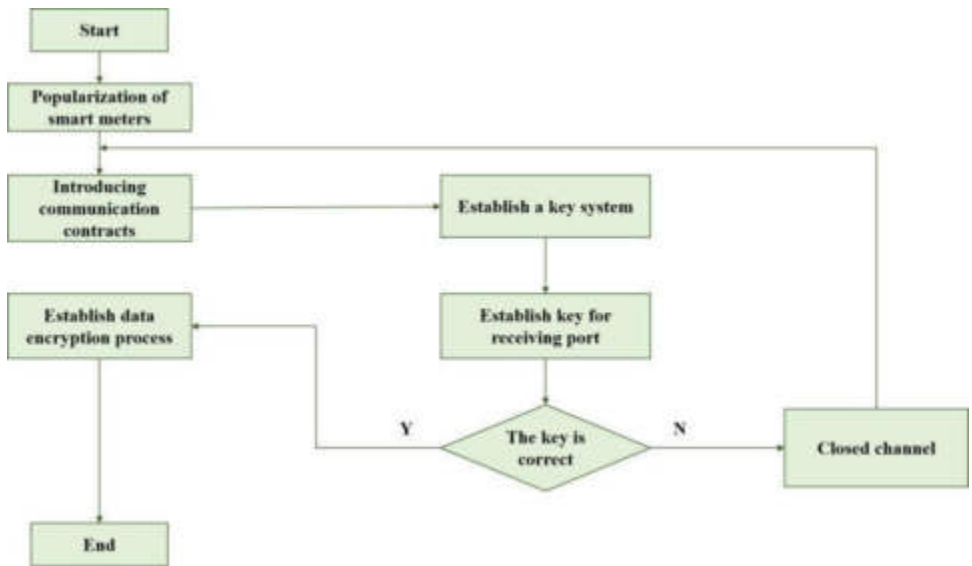 Start
Popularization of
smart meters
Introducing
communication
contracts
Establish a key system
Establish data
encryption process
Establish key for
receiving port
Y
The key is
correct
N
Closed channel
End